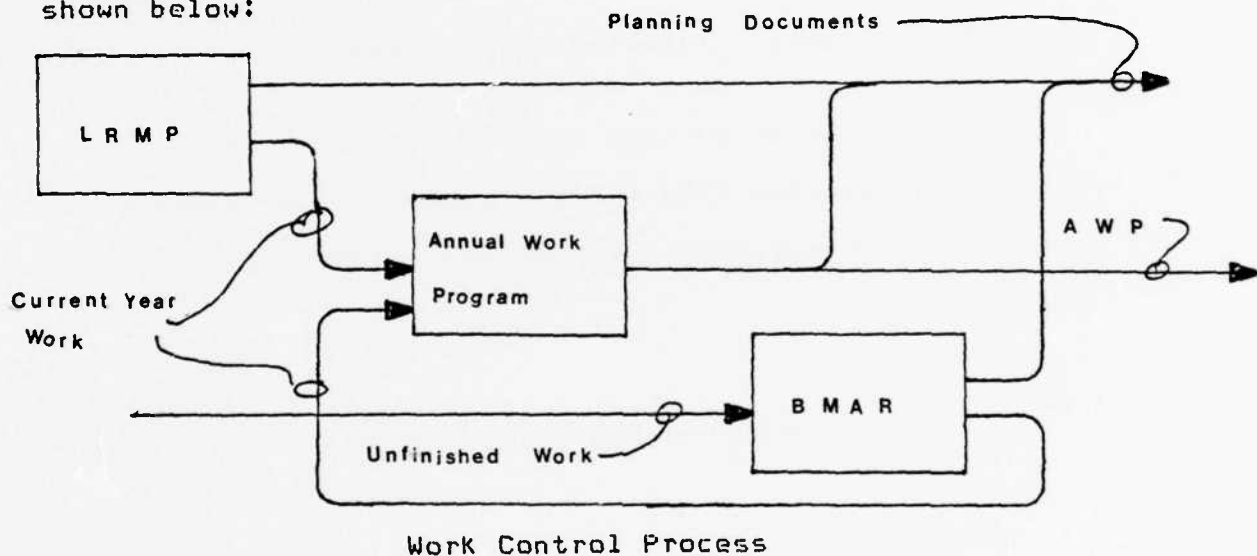 shown below:
Planning Documents
L R M P
A W P
Annual Work
Program
Current Year
Work
B M A R
Unfinished Work
Work Control Process